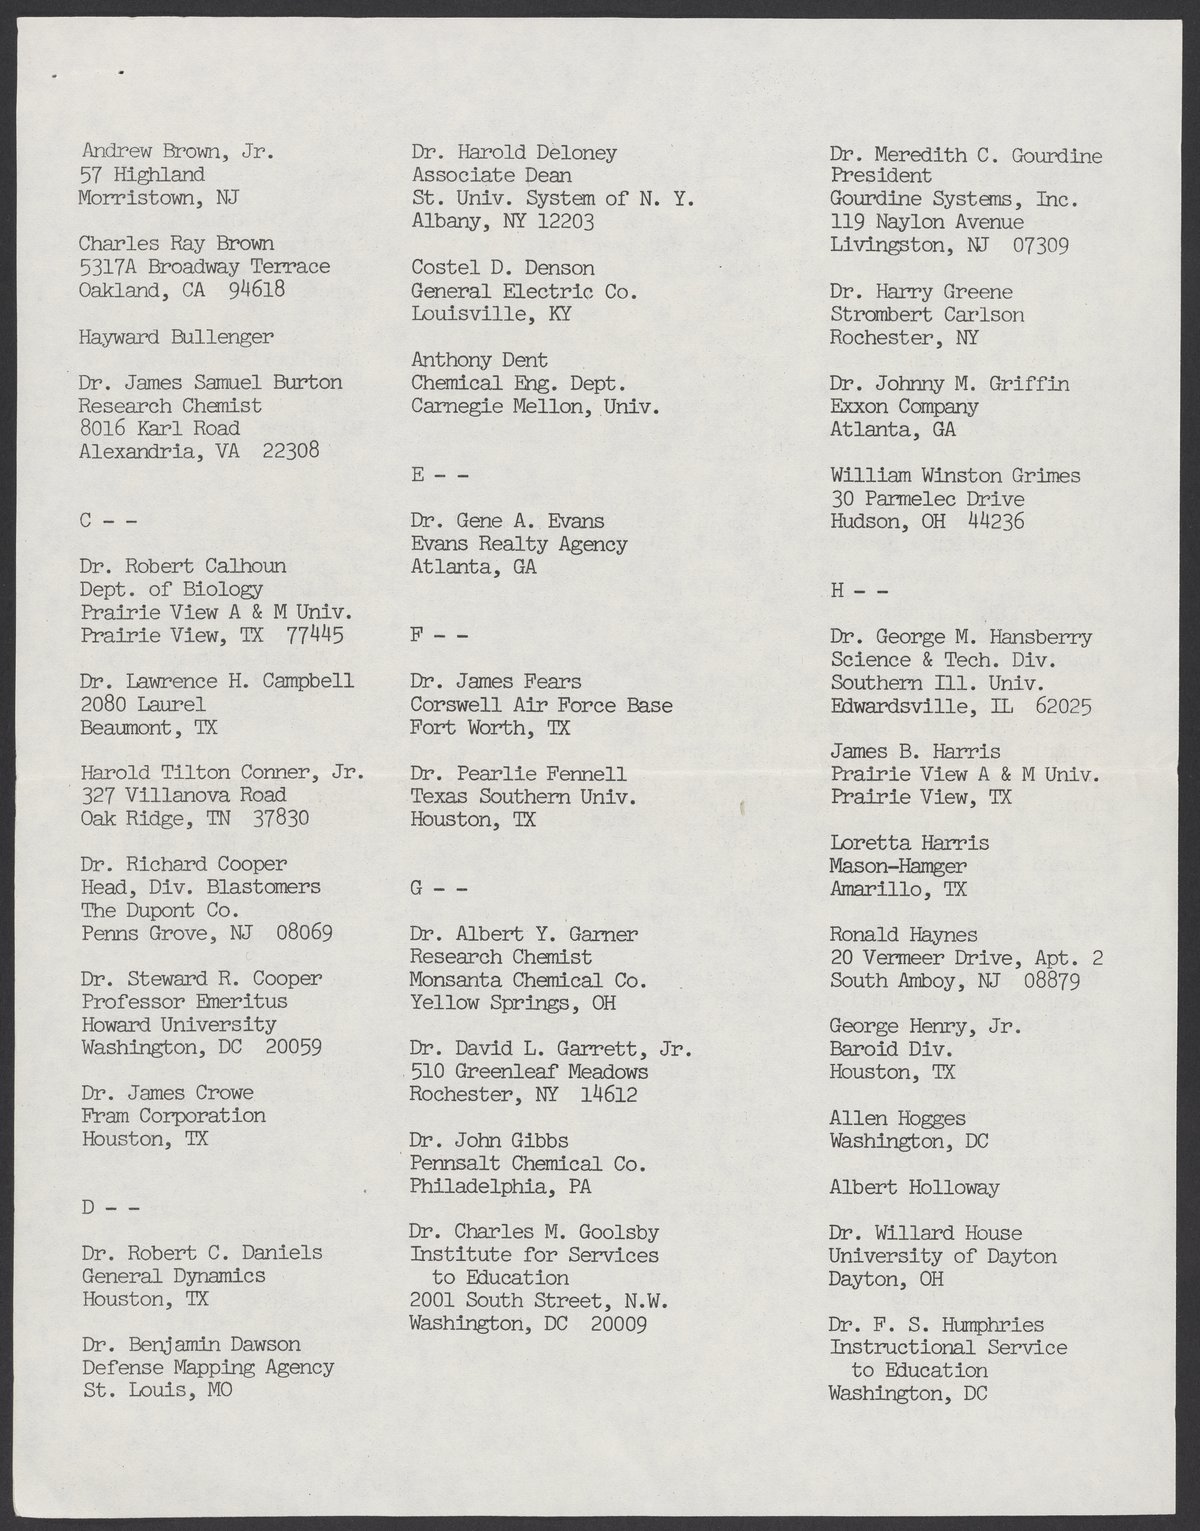 Andrew Brown, Jr.
57 Highland
Morristown, NJ
Charles Ray Brown
5317A Broadway Terrace
Oakland, CA 94618
Hayward Bullenger
Dr. James Samuel Burton
Research Chemist
8016 Karl Road
Alexandria, VA 22308
C - -
Dr. Robert Calhoun
Dept. of Biology
Prairie View A & M Univ.
Prairie View, TX 77445
Dr. Lawrence H. Campbell
2080 Laurel
Beaumont, TX
Harold Tilton Conner, Jr.
327 Villanova Road
Oak Ridge, TN 37830
Dr. Richard Cooper
Head, Div. Blastomers
The Dupont Co.
Penns Grove, NJ 08069
Dr. Steward R. Cooper
Professor Emeritus
Howard University
Washington, DC 20059
Dr. James Crowe
Fram Corporation
Houston, TX
D - -
Dr. Robert C. Daniels
General Dynamics
Houston, TX
Dr. Benjamin Dawson
Defense Mapping Agency
St. Louis, MO
Dr. Harold Deloney
Associate Dean
St. Univ. System of N. Y.
Albany, NY 12203
Costel D. Denson
General Electric Co.
Louisville, KY
Anthony Dent
Chemical Eng. Dept.
Carnegie Mellon, Univ.
E - -
Dr. Gene A. Evans
Evans Realty Agency
Atlanta, GA
F - -
Dr. James Fears
Corswell Air Force Base
Fort Worth, TX
Dr. Pearlie Fennell
Texas Southern Univ.
Houston, TX
G - -
Dr. Albert Y. Garner
Research Chemist
Monsanta Chemical Co.
Yellow Springs, OH
Dr. David L. Garrett, Jr.
510 Greenleaf Meadows
Rochester, NY 14612
Dr. John Gibbs
Pennsalt Chemical Co.
Philadelphia, PA
Dr. Charles M. Goolsby
Institute for Services
to Education
2001 South Street, N.W.
Washington, DC 20009
Dr. Meredith C. Gourdine
President
Gourdine Systems, Inc.
119 Naylon Avenue
Livingston, NJ 07309
Dr. Harry Greene
Strombert Carlson
Rochester, NY
Dr. Johnny M. Griffin
Exxon Company
Atlanta, GA
William Winston Grimes
30 Parmelec Drive
Hudson, OH 44236
H - -
Dr. George M. Hansberry
Science & Tech. Div.
Southern Ill. Univ.
Edwardsville, IL 62025
James B. Harris
Prairie View A & M Univ.
Prairie View, TX
Loretta Harris
Mason-Hamger
Amarillo, TX
Ronald Haynes
20 Vermeer Drive, Apt. 2
South Amboy, NJ 08879
George Henry, Jr.
Baroid Div.
Houston, TX
Allen Hogges
Washington, DC
Albert Holloway
Dr. Willard House
University of Dayton
Dayton, OH
Dr. F. S. Humphries
Instructional Service
to Education
Washington, DC